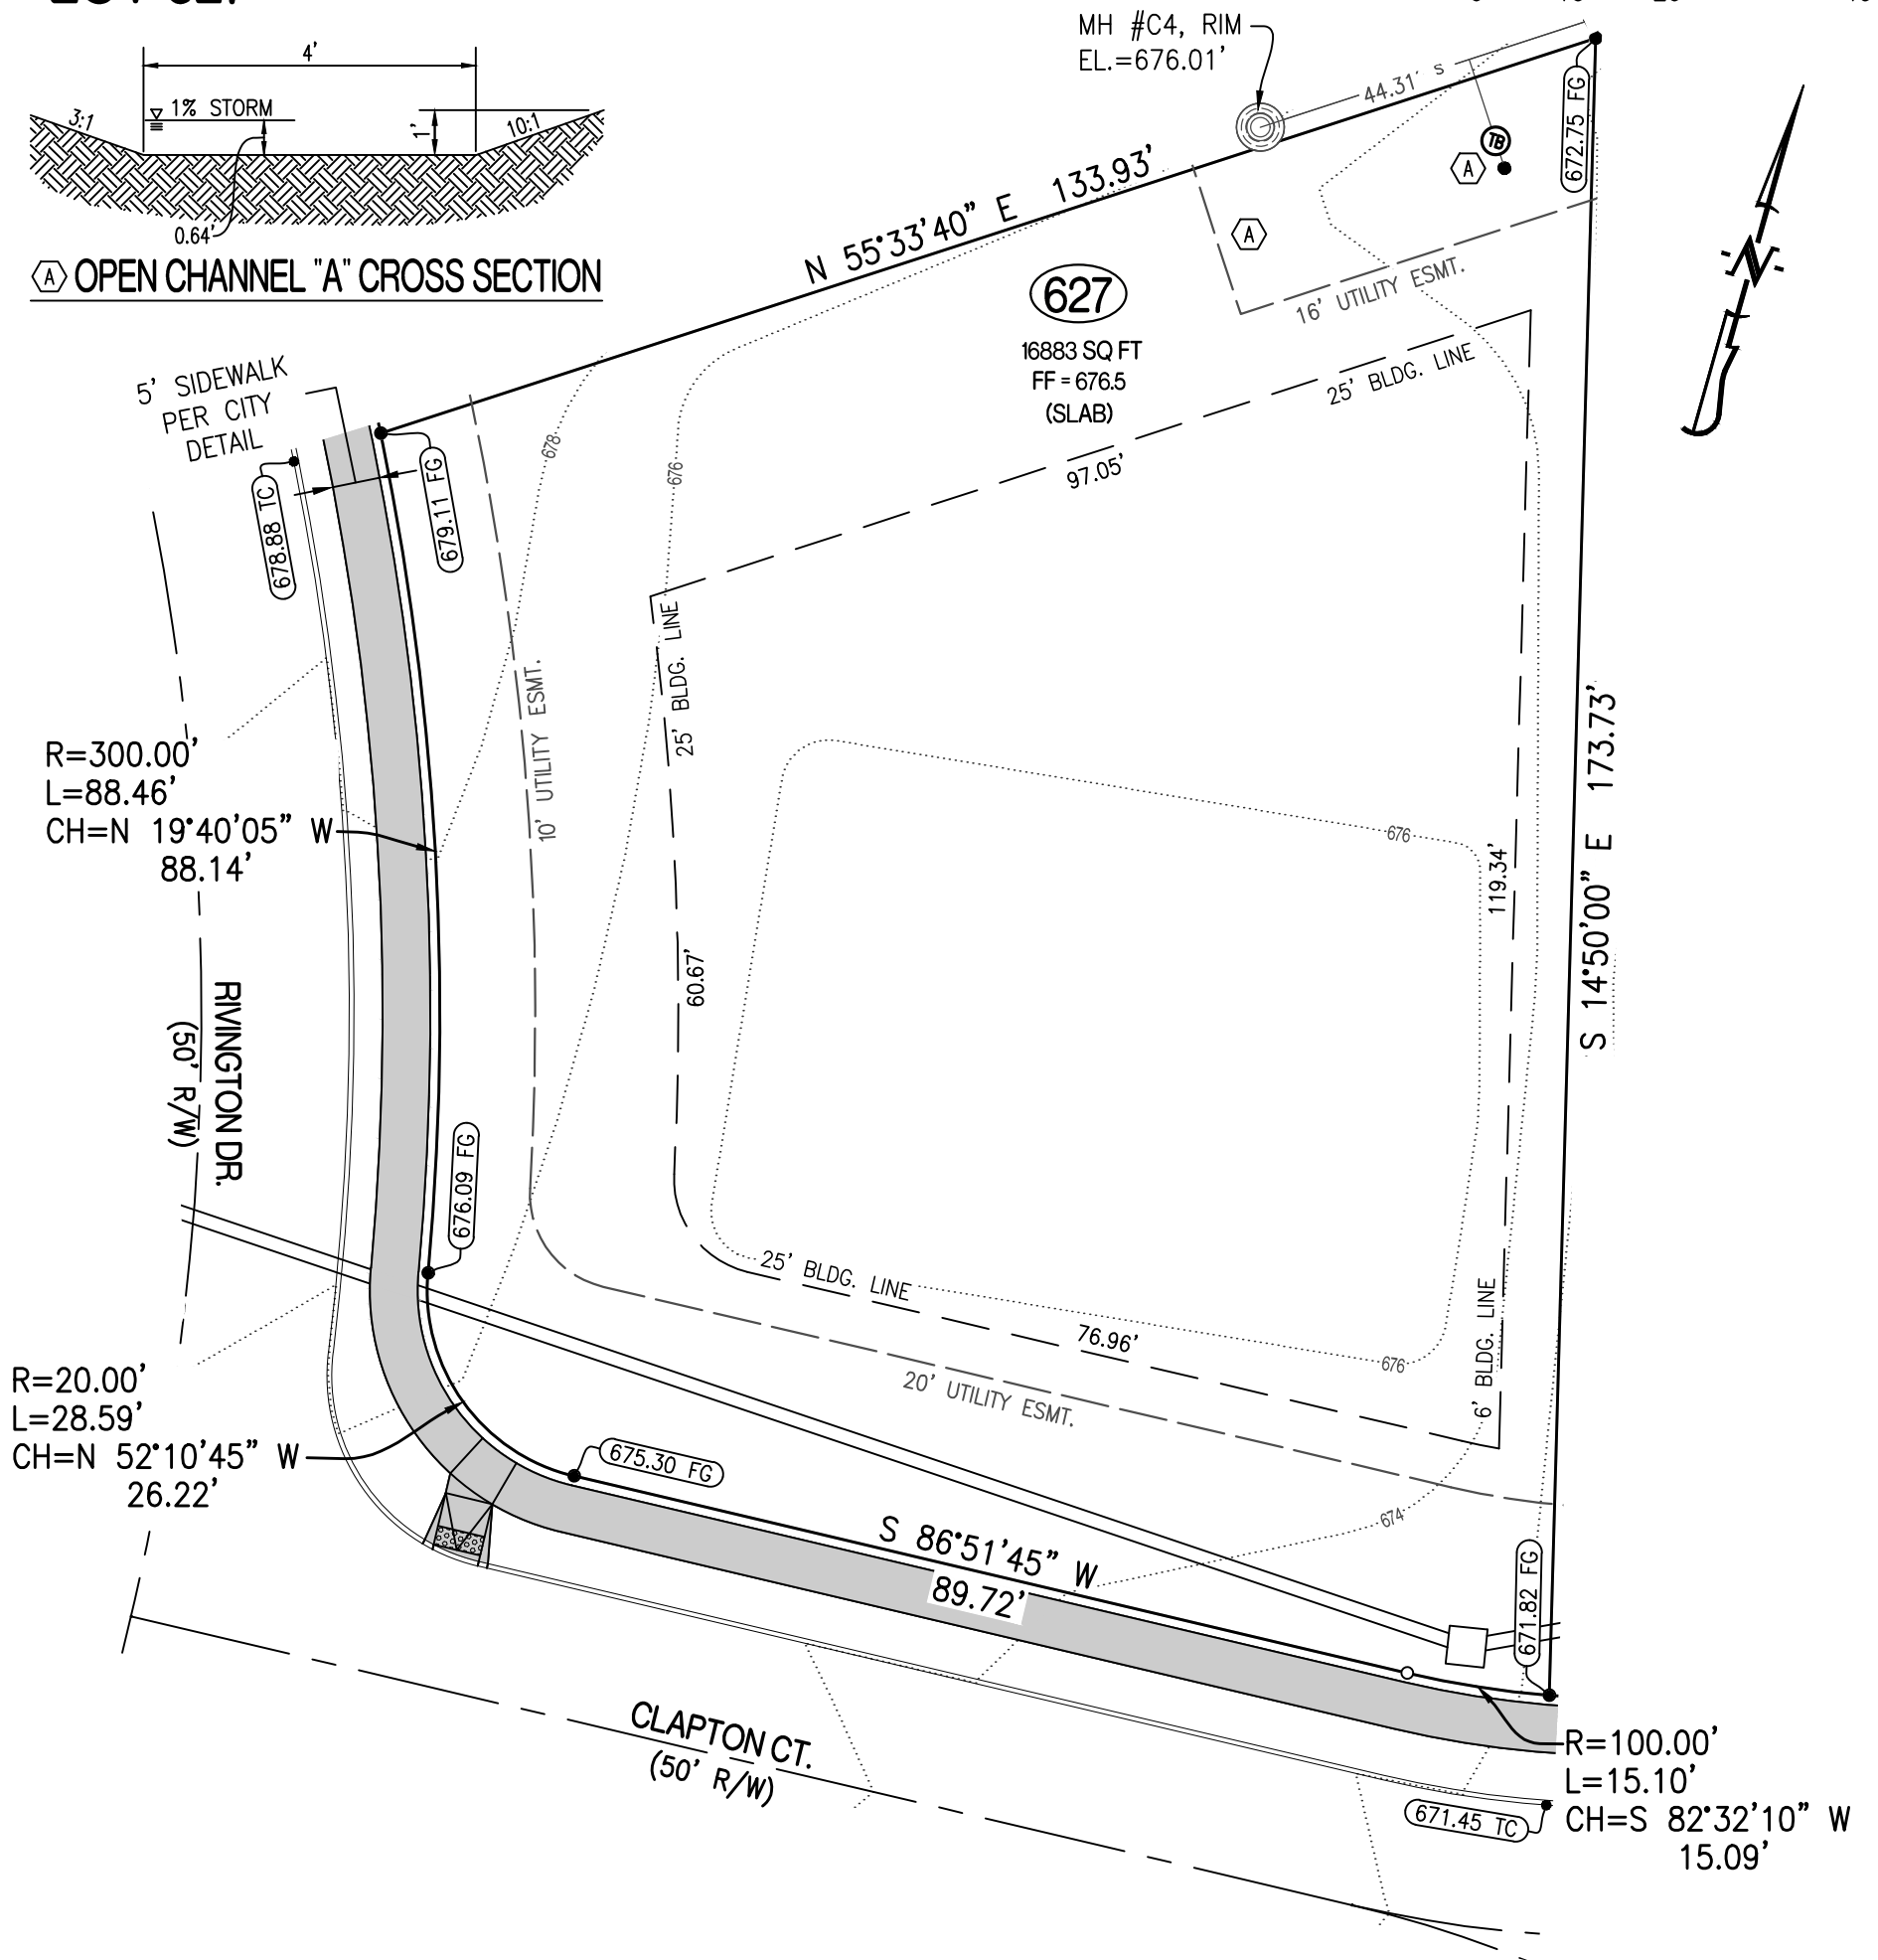 MH #C4, RIM
EL.=676.01'
4'
1% STORM
3:1
10:1
1'
0.64'
A OPEN CHANNEL "A" CROSS SECTION
44.31' S
TB
A
672.75 FG
N 55°33'40" E 133.93'
A
16' UTILITY ESMT.
627
16883 SQ FT
FF = 676.5
(SLAB)
25' BLDG. LINE
97.05'
5' SIDEWALK
PER CITY
DETAIL
678.88 TC
679.11 FG
678
676
25' BLDG. LINE
10' UTILITY ESMT.
R=300.00'
L=88.46'
CH=N 19°40'05" W
88.14'
676
119.34'
S 14°50'00" E 173.73'
60.67'
RIVINGTON DR.
(50' R/W)
676.09 FG
25' BLDG. LINE
76.96'
676
6' BLDG. LINE
20' UTILITY ESMT.
R=20.00'
L=28.59'
CH=N 52°10'45" W
26.22'
675.30 FG
674
S 86°51'45" W
89.72'
671.82 FG
CLAPTON CT.
(50' R/W)
R=100.00'
L=15.10'
CH=S 82°32'10" W
15.09'
671.45 TC
N